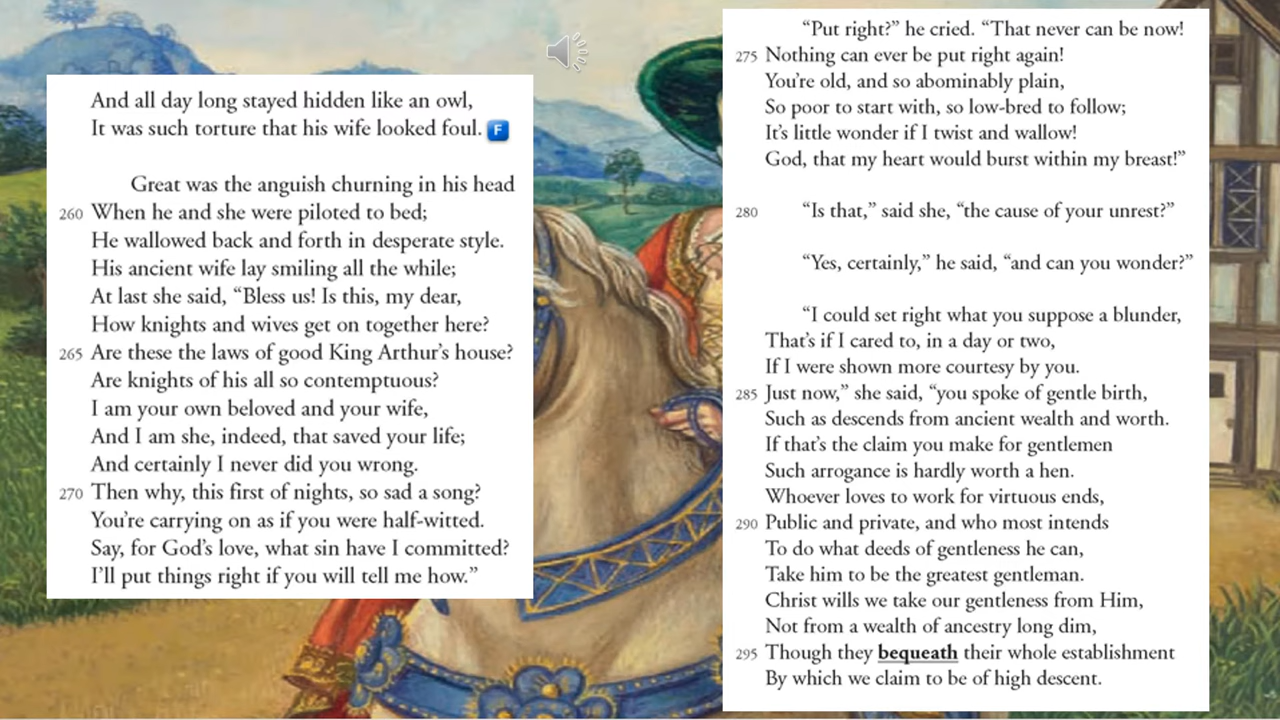 And all day long stayed hidden like an owl,
It was such torture that his wife looked foul. F
Great was the anguish churning in his head
260 When he and she were piloted to bed;
He wallowed back and forth in desperate style.
His ancient wife lay smiling all the while;
At last she said, “Bless us! Is this, my dear,
How knights and wives get on together here?
265 Are these the laws of good King Arthur’s house?
Are knights of his all so contemptuous?
I am your own beloved and your wife,
And I am she, indeed, that saved your life;
And certainly I never did you wrong.
270 Then why, this first of nights, so sad a song?
You’re carrying on as if you were half-witted.
Say, for God’s love, what sin have I committed?
I’ll put things right if you will tell me how.”
“Put right?” he cried. “That never can be now!
275 Nothing can ever be put right again!
You’re old, and so abominably plain,
So poor to start with, so low-bred to follow;
It’s little wonder if I twist and wallow!
God, that my heart would burst within my breast!”
280 “Is that,” said she, “the cause of your unrest?”
“Yes, certainly,” he said, “and can you wonder?”
“I could set right what you suppose a blunder,
That’s if I cared to, in a day or two,
If I were shown more courtesy by you.
285 Just now,” she said, “you spoke of gentle birth,
Such as descends from ancient wealth and worth.
If that’s the claim you make for gentlemen
Such arrogance is hardly worth a hen.
Whoever loves to work for virtuous ends,
290 Public and private, and who most intends
To do what deeds of gentleness he can,
Take him to be the greatest gentleman.
Christ wills we take our gentleness from Him,
Not from a wealth of ancestry long dim,
295 Though they bequeath their whole establishment
By which we claim to be of high descent.